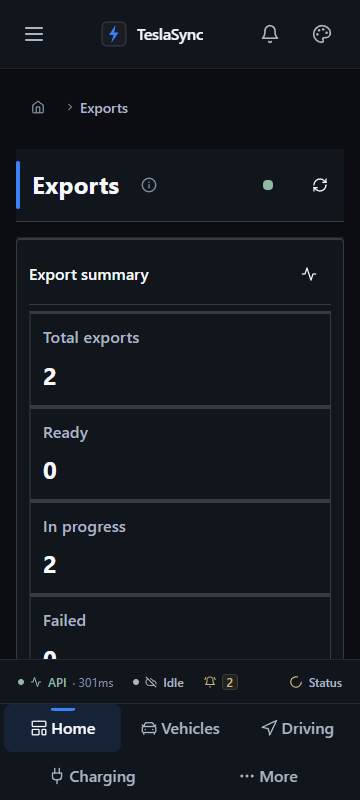 TeslaSync
Exports
Exports
Export summary
Total exports
2
Ready
0
In progress
2
Failed
0
API · 301ms Idle 2 Status
Home Vehicles Driving
Charging More